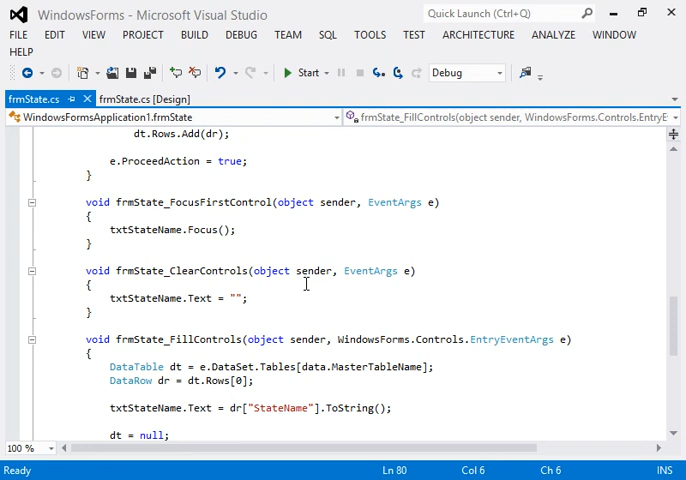 WindowsForms - Microsoft Visual Studio
Quick Launch (Ctrl+Q)
FILE EDIT VIEW PROJECT BUILD DEBUG TEAM SQL TOOLS TEST ARCHITECTURE ANALYZE WINDOW
HELP
Start Debug
frmState.cs frmState.cs [Design]
WindowsFormsApplication1.frmState frmState_FillControls(object sender, WindowsForms.Controls.EntryE
dt.Rows.Add(dr);
e.ProceedAction = true;
}
void frmState_FocusFirstControl(object sender, EventArgs e)
{
txtStateName.Focus();
}
void frmState_ClearControls(object sender, EventArgs e)
{
txtStateName.Text = "";
}
void frmState_FillControls(object sender, WindowsForms.Controls.EntryEventArgs e)
{
DataTable dt = e.DataSet.Tables[data.MasterTableName];
DataRow dr = dt.Rows[0];
txtStateName.Text = dr["StateName"].ToString();
dt = null;
100 %
Ready Ln 80 Col 6 Ch 6 INS